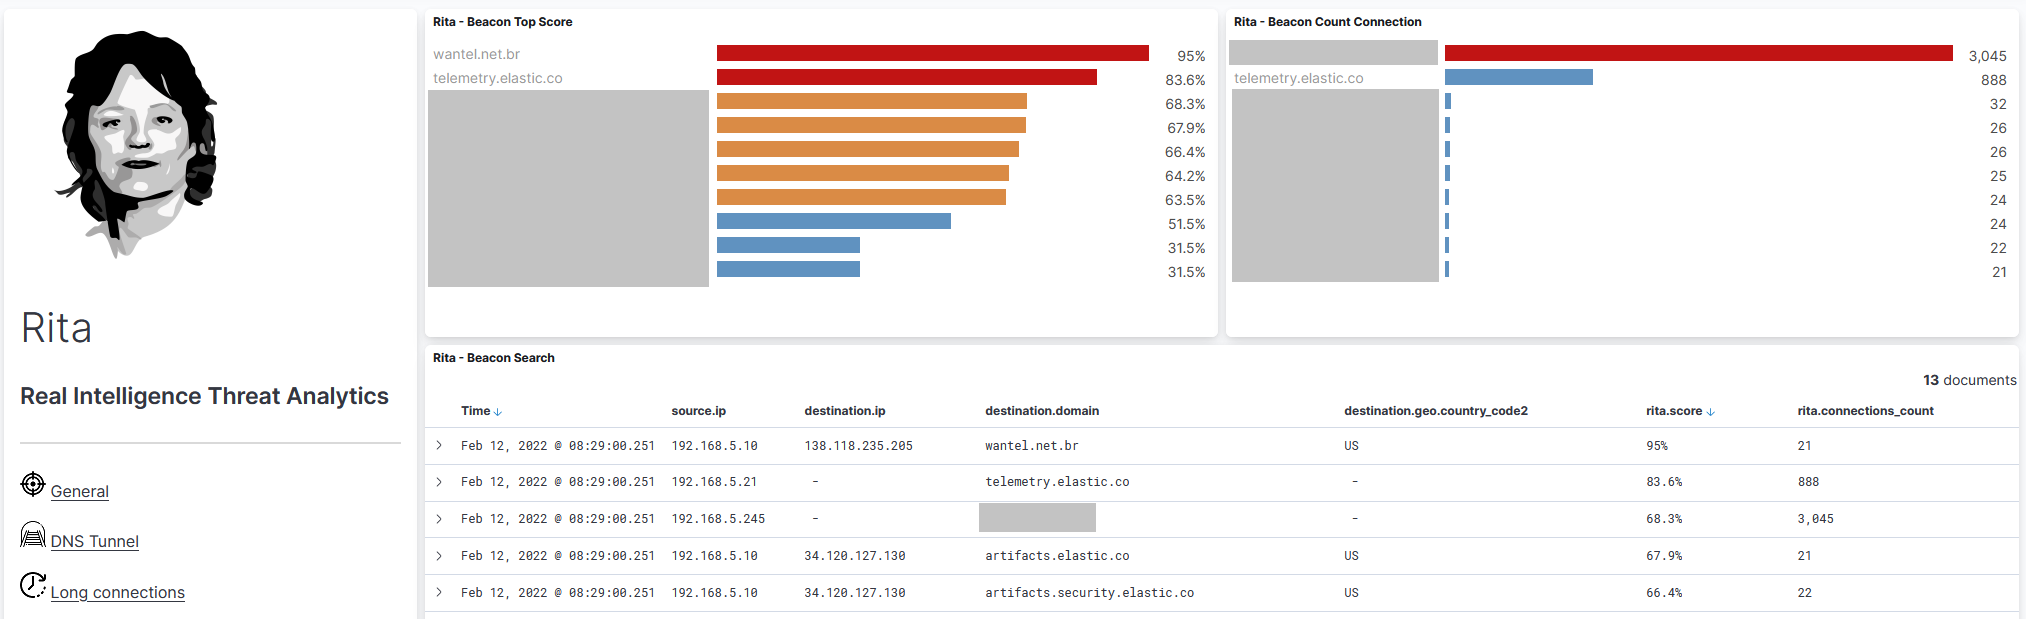 Rita
Real Intelligence Threat Analytics
General
DNS Tunnel
Long connections
Rita - Beacon Top Score
wantel.net.br 95%
telemetry.elastic.co 83.6%
68.3%
67.9%
66.4%
64.2%
63.5%
51.5%
31.5%
31.5%
Rita - Beacon Count Connection
3,045
telemetry.elastic.co 888
32
26
26
25
24
24
22
21
Rita - Beacon Search
13 documents
Time source.ip destination.ip destination.domain destination.geo.country_code2 rita.score rita.connections_count
Feb 12, 2022 @ 08:29:00.251 192.168.5.10 138.118.235.205 wantel.net.br US 95% 21
Feb 12, 2022 @ 08:29:00.251 192.168.5.21 - telemetry.elastic.co - 83.6% 888
Feb 12, 2022 @ 08:29:00.251 192.168.5.245 - - 68.3% 3,045
Feb 12, 2022 @ 08:29:00.251 192.168.5.10 34.120.127.130 artifacts.elastic.co US 67.9% 21
Feb 12, 2022 @ 08:29:00.251 192.168.5.10 34.120.127.130 artifacts.security.elastic.co US 66.4% 22